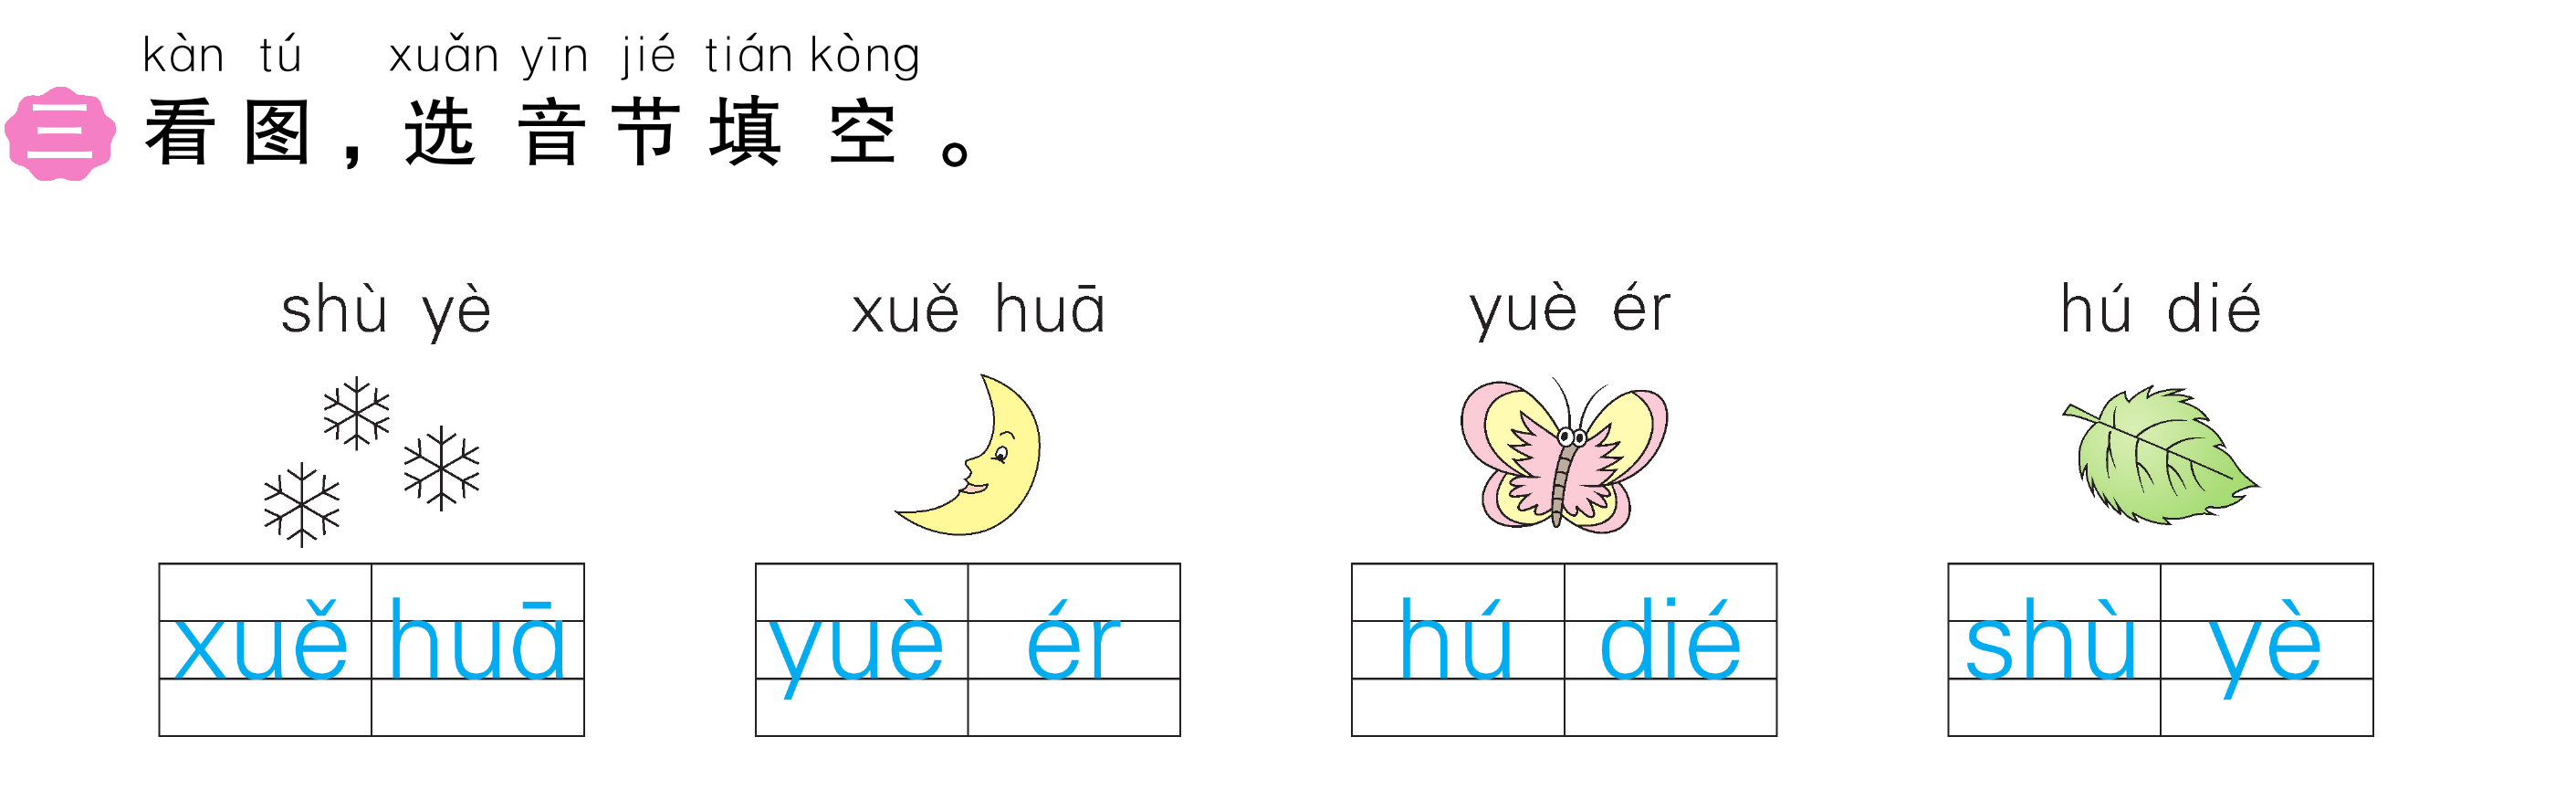 kàn tú xuǎn yīn jié tián kòng
三 看图，选音节填空。
shù yè xuě huā yuè ér hú dié
xuě huā yuè ér hú dié shù yè